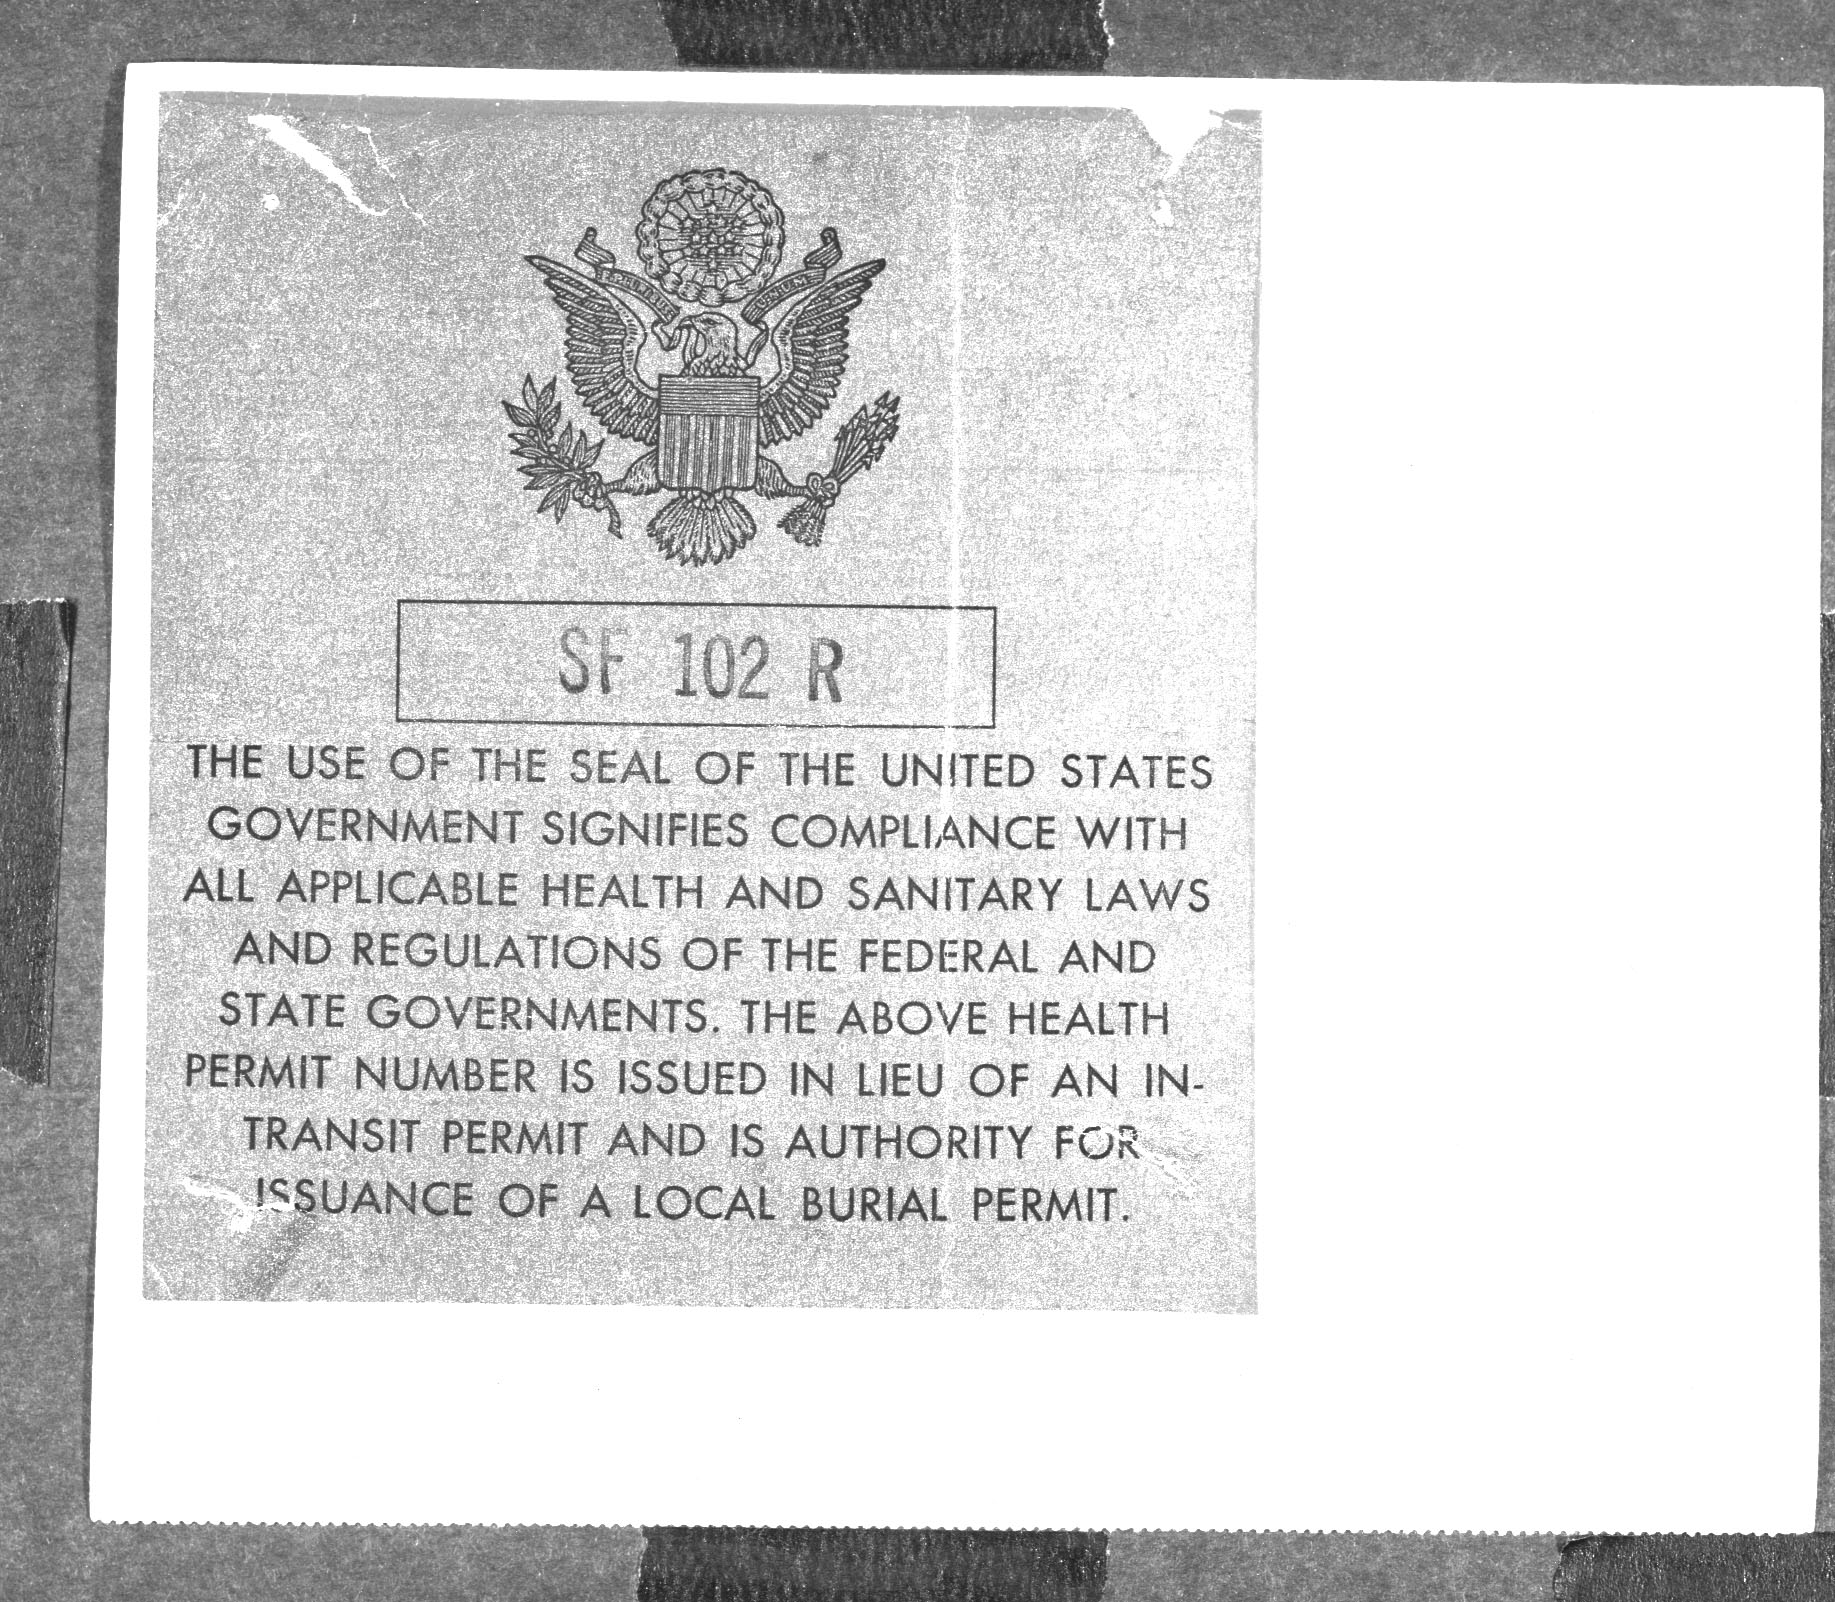 SF 102 R
THE USE OF THE SEAL OF THE UNITED STATES
GOVERNMENT SIGNIFIES COMPLIANCE WITH
ALL APPLICABLE HEALTH AND SANITARY LAWS
AND REGULATIONS OF THE FEDERAL AND
STATE GOVERNMENTS. THE ABOVE HEALTH
PERMIT NUMBER IS ISSUED IN LIEU OF AN IN-
TRANSIT PERMIT AND IS AUTHORITY FOR
ISSUANCE OF A LOCAL BURIAL PERMIT.